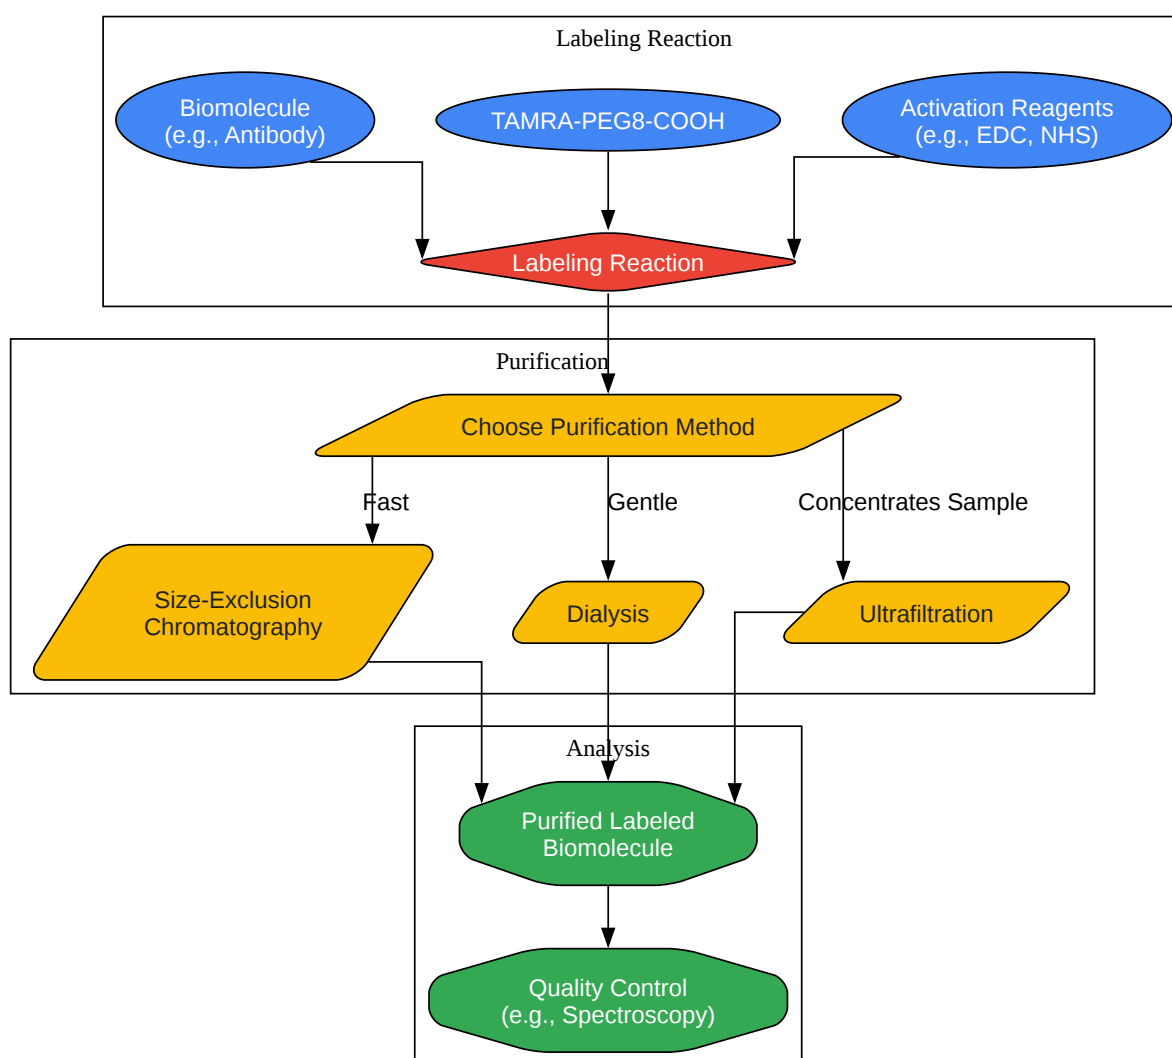 Labeling Reaction
Biomolecule
(e.g., Antibody)
TAMRA-PEG8-COOH
Activation Reagents
(e.g., EDC, NHS)
Labeling Reaction
Purification
Choose Purification Method
Fast
Gentle
Concentrates Sample
Size-Exclusion
Chromatography
Dialysis
Ultrafiltration
Analysis
Purified Labeled
Biomolecule
Quality Control
(e.g., Spectroscopy)